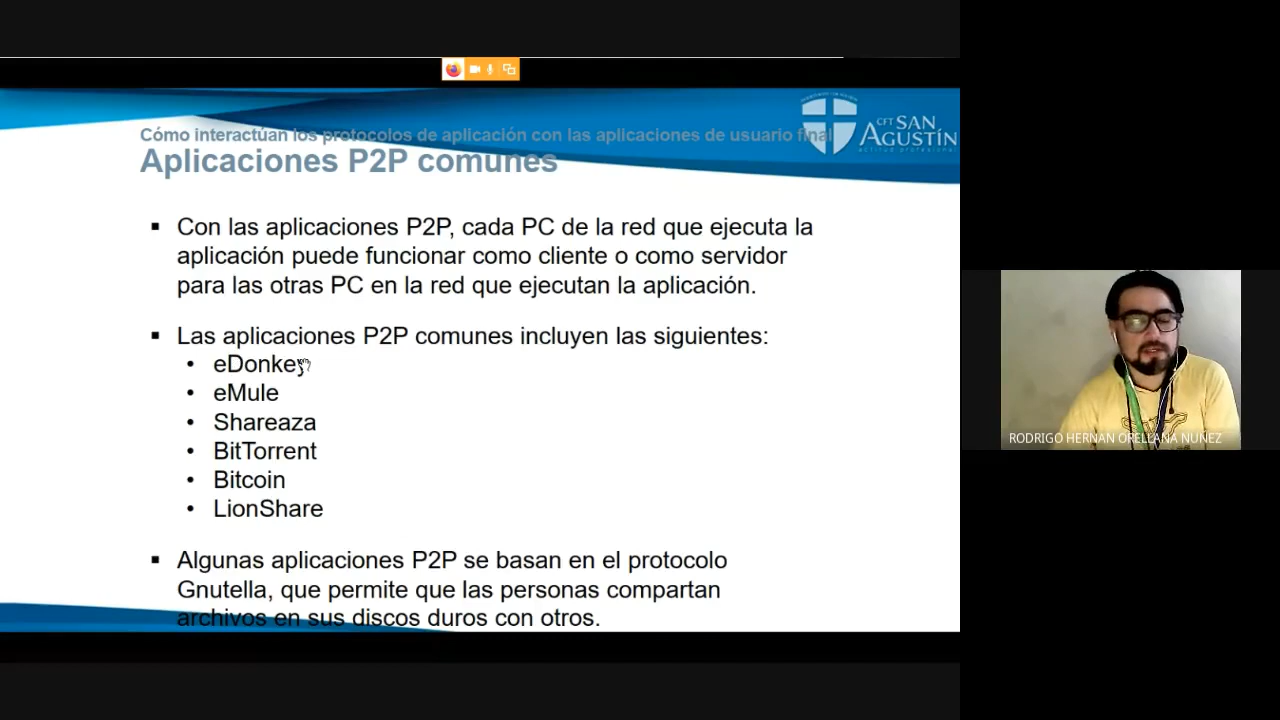 Cómo interactúan los protocolos de aplicación con las aplicaciones de usuario final
Aplicaciones P2P comunes
CFT SAN
AGUSTÍN
actitud profesional
▪ Con las aplicaciones P2P, cada PC de la red que ejecuta la
aplicación puede funcionar como cliente o como servidor
para las otras PC en la red que ejecutan la aplicación.
▪ Las aplicaciones P2P comunes incluyen las siguientes:
• eDonkey
• eMule
• Shareaza
• BitTorrent
• Bitcoin
• LionShare
▪ Algunas aplicaciones P2P se basan en el protocolo
Gnutella, que permite que las personas compartan
archivos en sus discos duros con otros.
RODRIGO HERNAN ORELLANA NUÑEZ